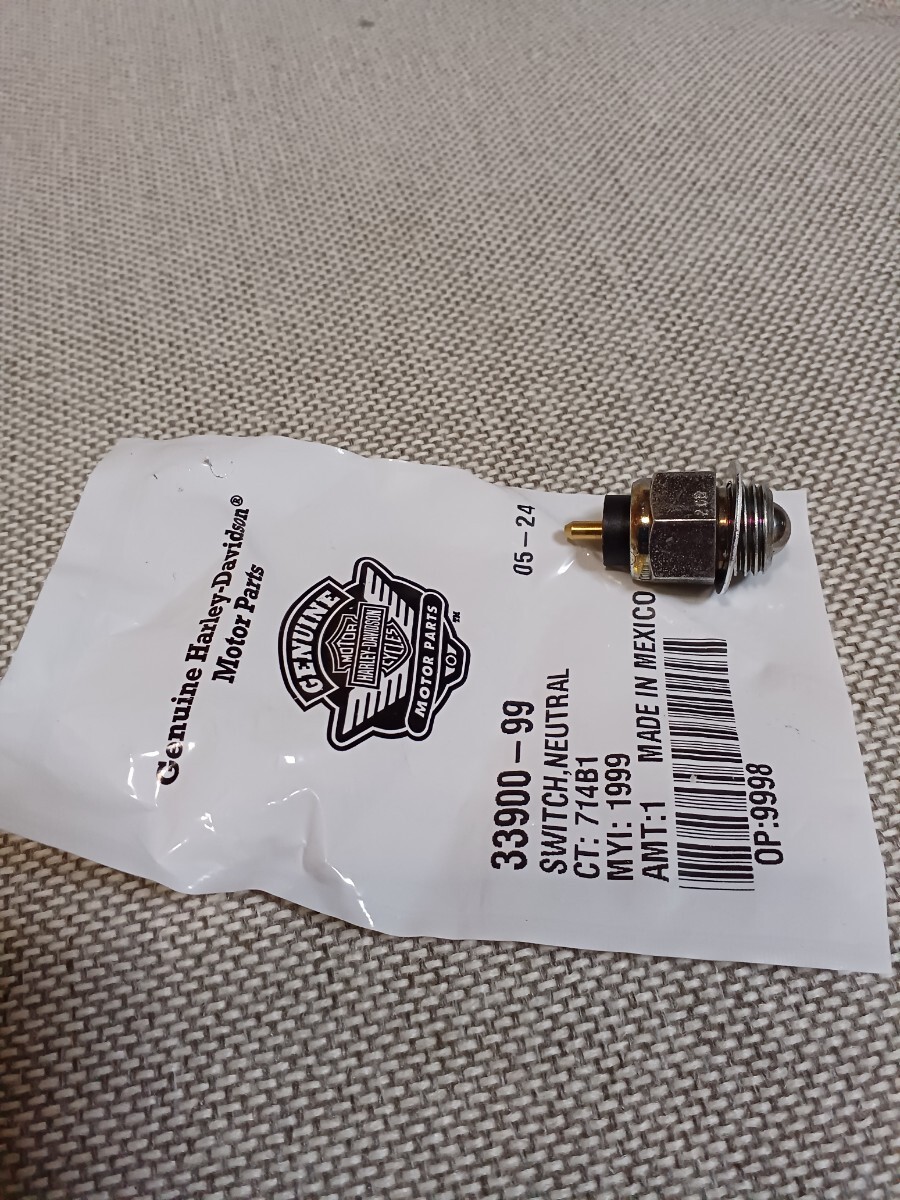 Genuine Harley-Davidson®
Motor Parts
GENUINE
MOTOR
HARLEY-DAVIDSON
CYCLES
MOTOR PARTS
TM
05-24
33900-99
SWITCH,NEUTRAL
CT: 714B1
MYI: 1999
AMT:1 MADE IN MEXICO
OP:9998